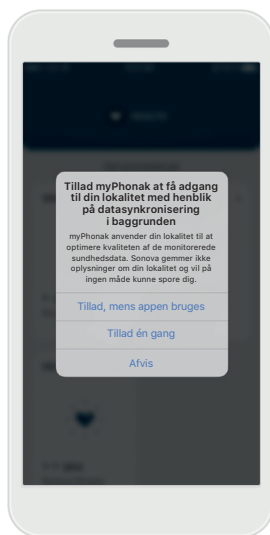 Tillad myPhonak at få adgang
til din lokalitet med henblik
på datasynkronisering
i baggrunden
myPhonak anvender din lokalitet til at
optimere kvaliteten af de monitorerede
sundhedsdata. Sonova gemmer ikke
oplysninger om din lokalitet og vil på
ingen måde kunne spore dig.
Tillad, mens appen bruges
Tillad én gang
Afvis